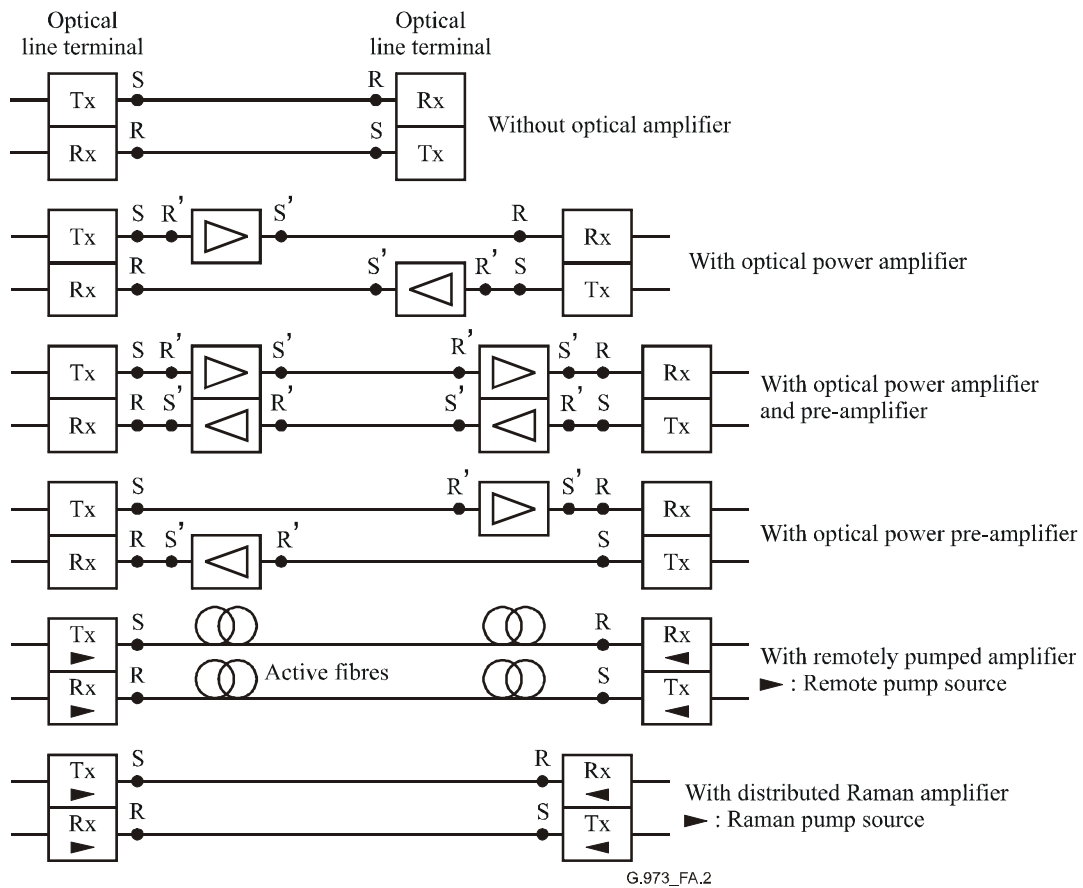 Optical line terminal
Optical line terminal
S R
Tx Rx
R S
Rx Tx
Without optical amplifier
S R’ S’ R
Tx Rx
R S’ R’ S
Rx Tx
With optical power amplifier
S R’ S’ R’ S’ R
Tx Rx
R S’ R’ S’ R’ S
Rx Tx
With optical power amplifier
and pre-amplifier
S R’ S’ R
Tx Rx
R S’ R’ S
Rx Tx
With optical power pre-amplifier
S R
Tx Rx
R Active fibres S
Rx Tx
With remotely pumped amplifier
: Remote pump source
S R
Tx Rx
R S
Rx Tx
With distributed Raman amplifier
: Raman pump source
G.973_FA.2